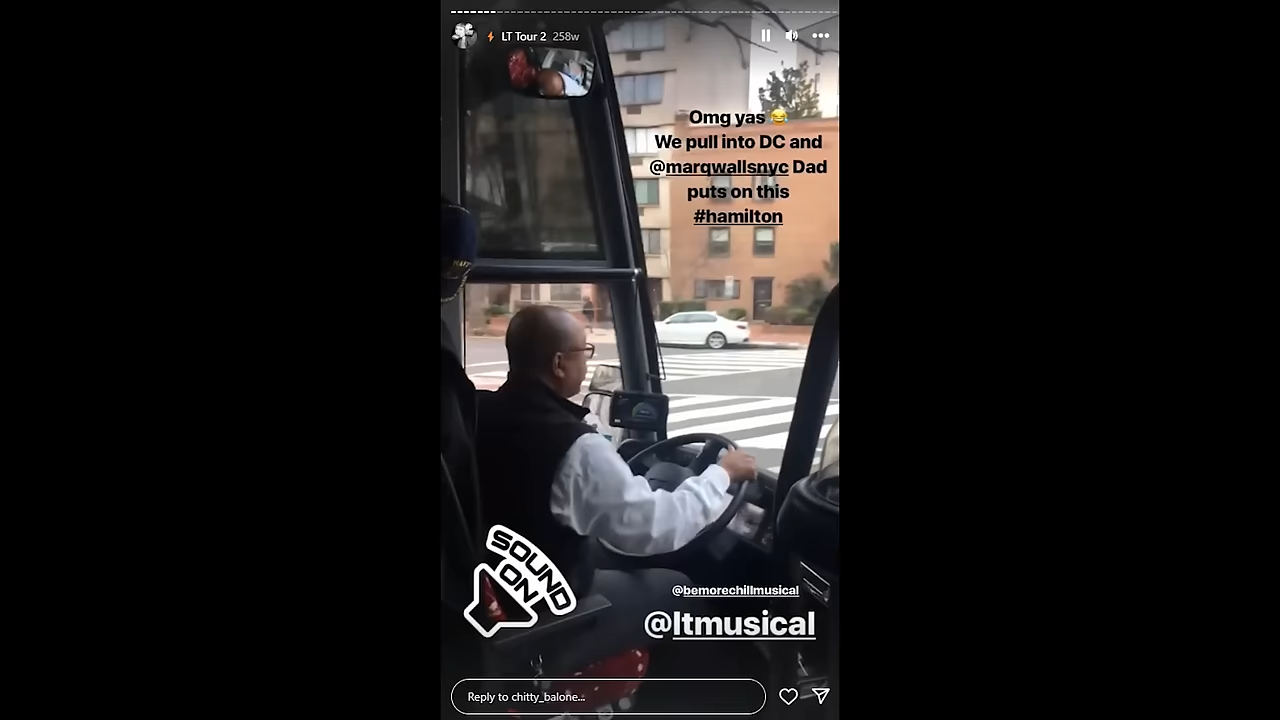 LT Tour 2 258w
Omg yas 😂
We pull into DC and
@marqwallsnyc Dad
puts on this
#hamilton
SOUND
ON
@bemorechillmusical
@ltmusical
Reply to chitty_balone...